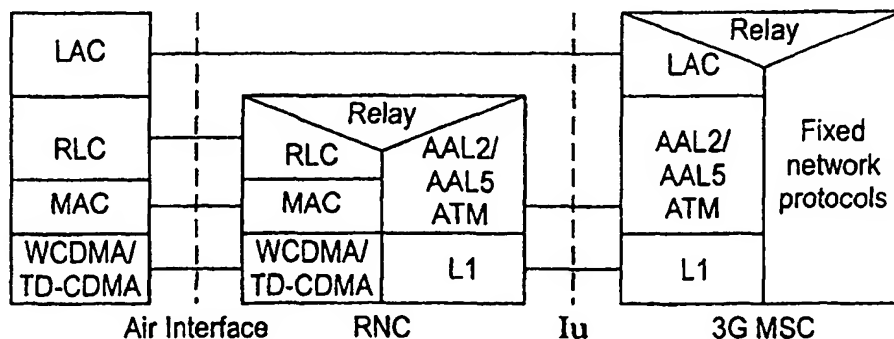 LAC
RLC
MAC
WCDMA/
TD-CDMA
Air Interface
Relay
RLC
MAC
WCDMA/
TD-CDMA
AAL2/
AAL5
ATM
L1
RNC
Iu
Relay
LAC
AAL2/
AAL5
ATM
L1
Fixed
network
protocols
3G MSC